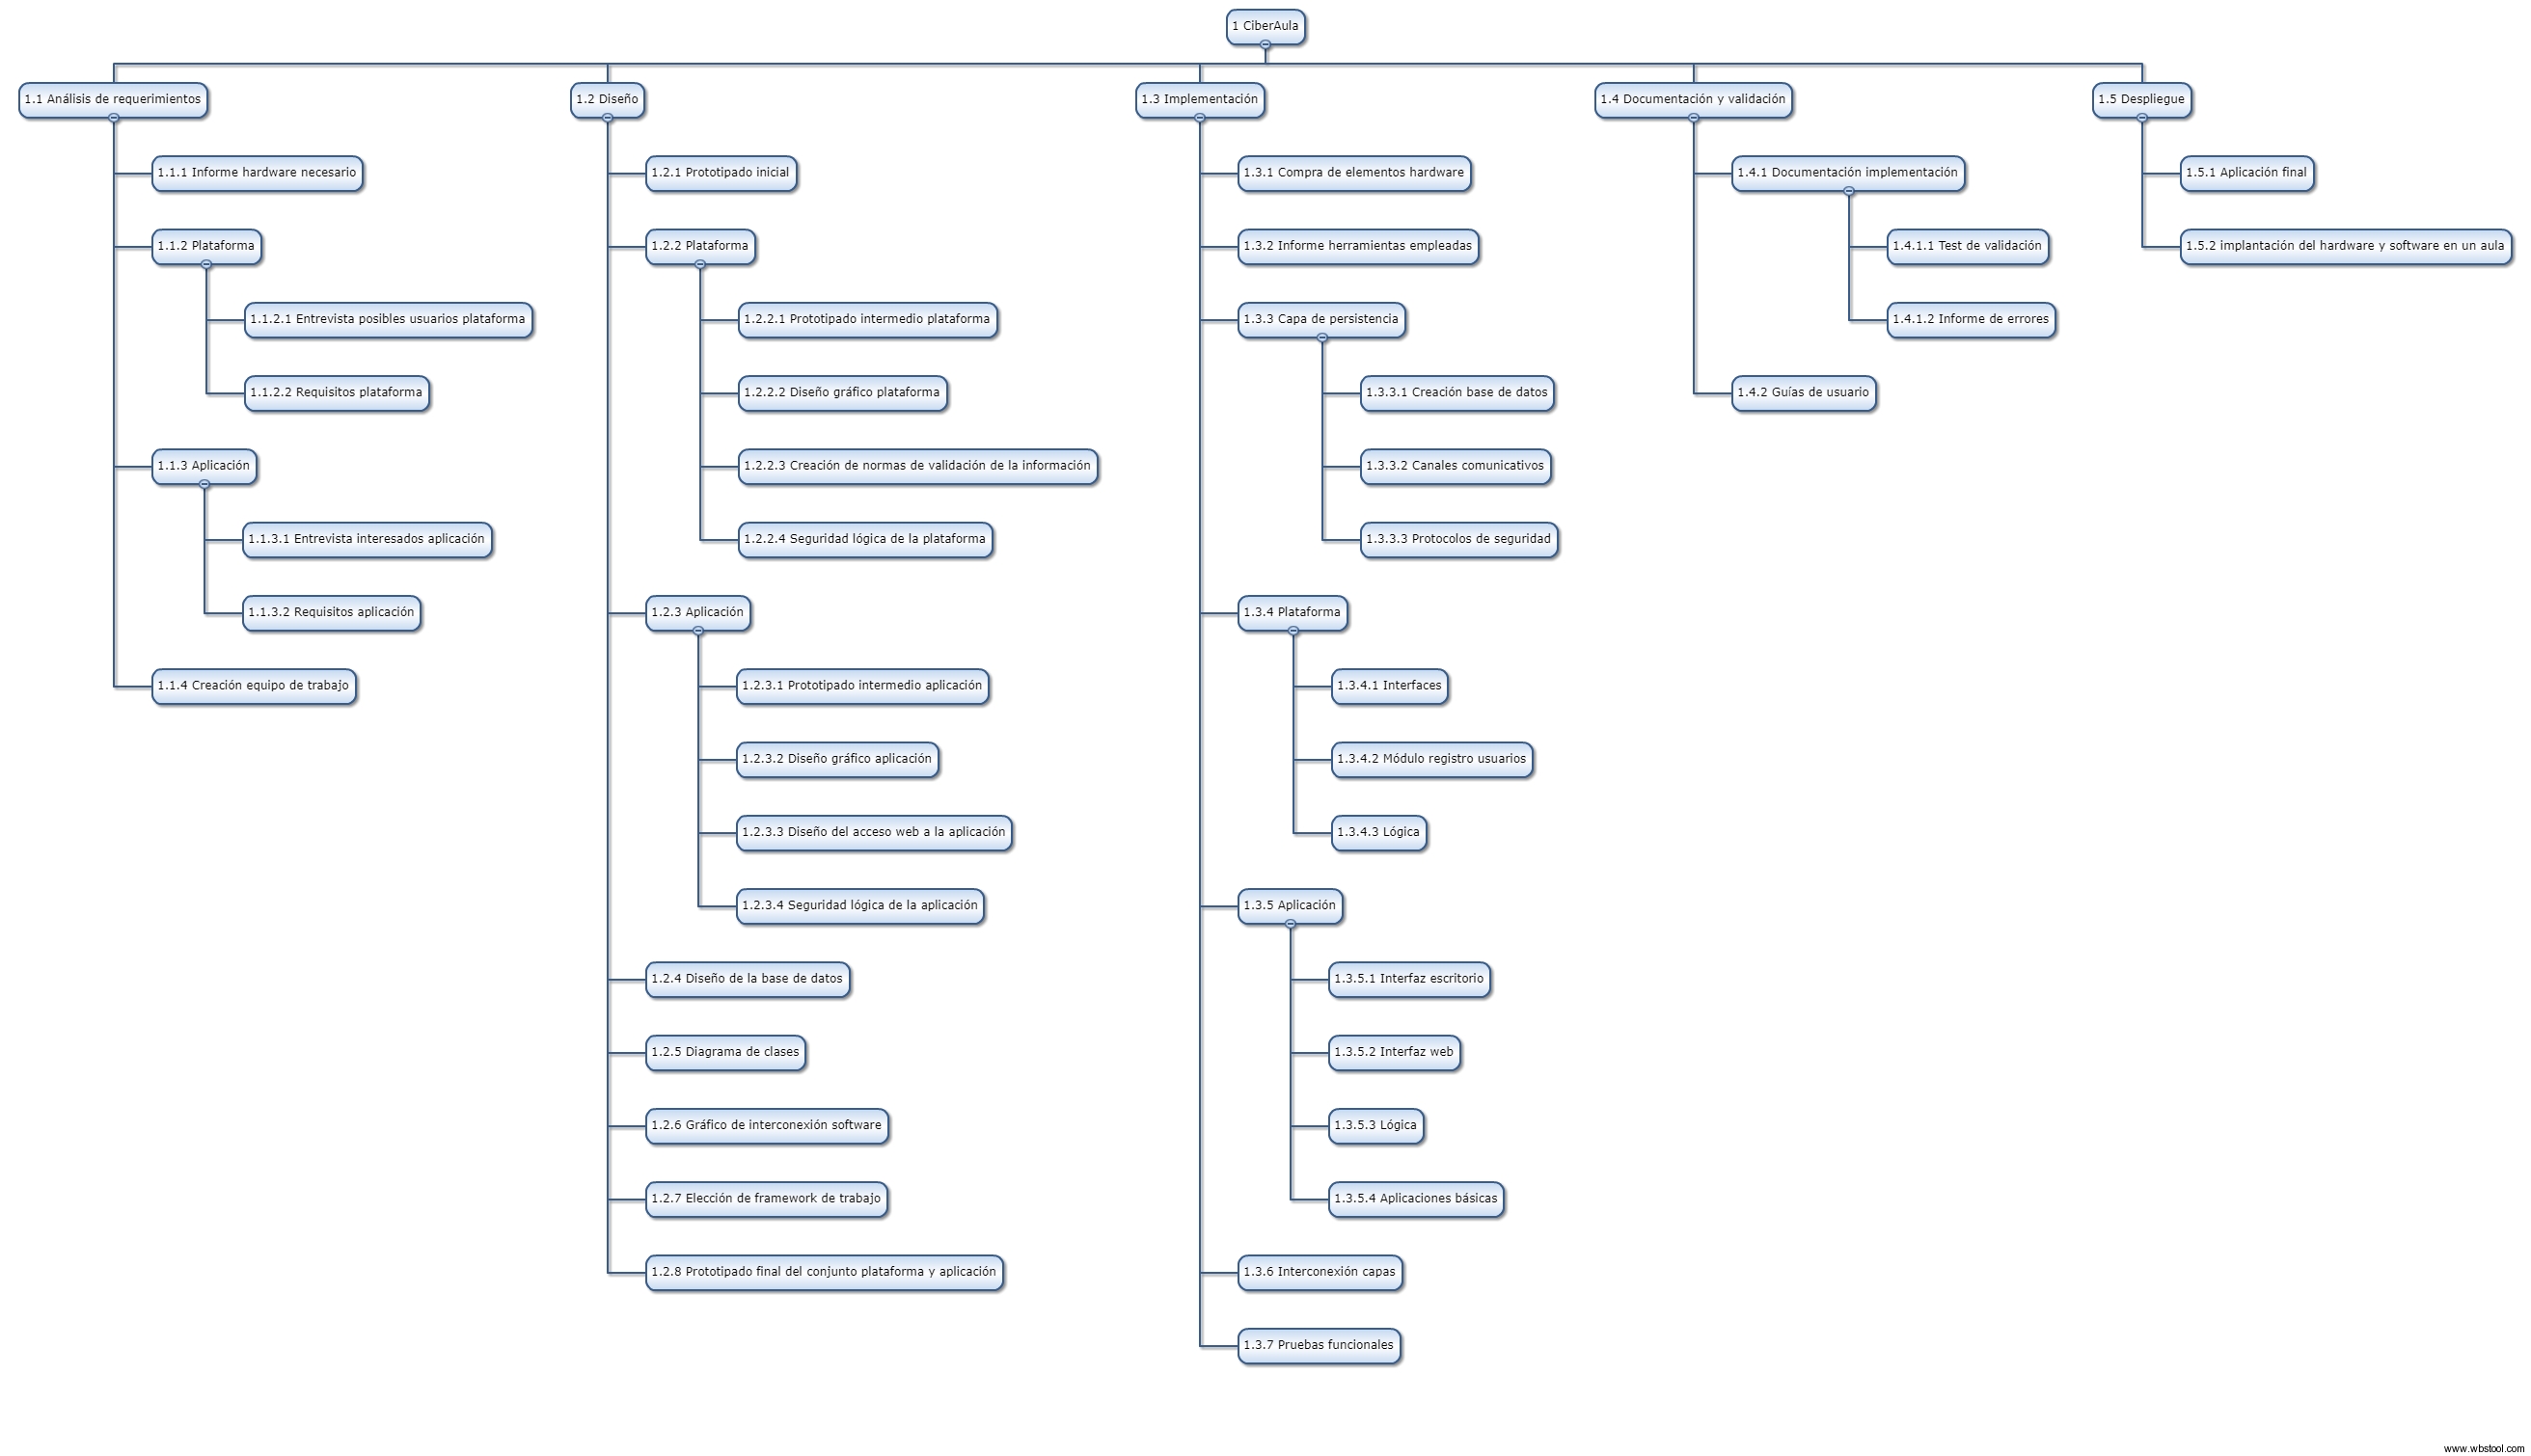 1 CiberAula
1.1 Análisis de requerimientos
1.1.1 Informe hardware necesario
1.1.2 Plataforma
1.1.2.1 Entrevista posibles usuarios plataforma
1.1.2.2 Requisitos plataforma
1.1.3 Aplicación
1.1.3.1 Entrevista interesados aplicación
1.1.3.2 Requisitos aplicación
1.1.4 Creación equipo de trabajo
1.2 Diseño
1.2.1 Prototipado inicial
1.2.2 Plataforma
1.2.2.1 Prototipado intermedio plataforma
1.2.2.2 Diseño gráfico plataforma
1.2.2.3 Creación de normas de validación de la información
1.2.2.4 Seguridad lógica de la plataforma
1.2.3 Aplicación
1.2.3.1 Prototipado intermedio aplicación
1.2.3.2 Diseño gráfico aplicación
1.2.3.3 Diseño del acceso web a la aplicación
1.2.3.4 Seguridad lógica de la aplicación
1.2.4 Diseño de la base de datos
1.2.5 Diagrama de clases
1.2.6 Gráfico de interconexión software
1.2.7 Elección de framework de trabajo
1.2.8 Prototipado final del conjunto plataforma y aplicación
1.3 Implementación
1.3.1 Compra de elementos hardware
1.3.2 Informe herramientas empleadas
1.3.3 Capa de persistencia
1.3.3.1 Creación base de datos
1.3.3.2 Canales comunicativos
1.3.3.3 Protocolos de seguridad
1.3.4 Plataforma
1.3.4.1 Interfaces
1.3.4.2 Módulo registro usuarios
1.3.4.3 Lógica
1.3.5 Aplicación
1.3.5.1 Interfaz escritorio
1.3.5.2 Interfaz web
1.3.5.3 Lógica
1.3.5.4 Aplicaciones básicas
1.3.6 Interconexión capas
1.3.7 Pruebas funcionales
1.4 Documentación y validación
1.4.1 Documentación implementación
1.4.1.1 Test de validación
1.4.1.2 Informe de errores
1.4.2 Guías de usuario
1.5 Despliegue
1.5.1 Aplicación final
1.5.2 implantación del hardware y software en un aula
www.wbstool.com